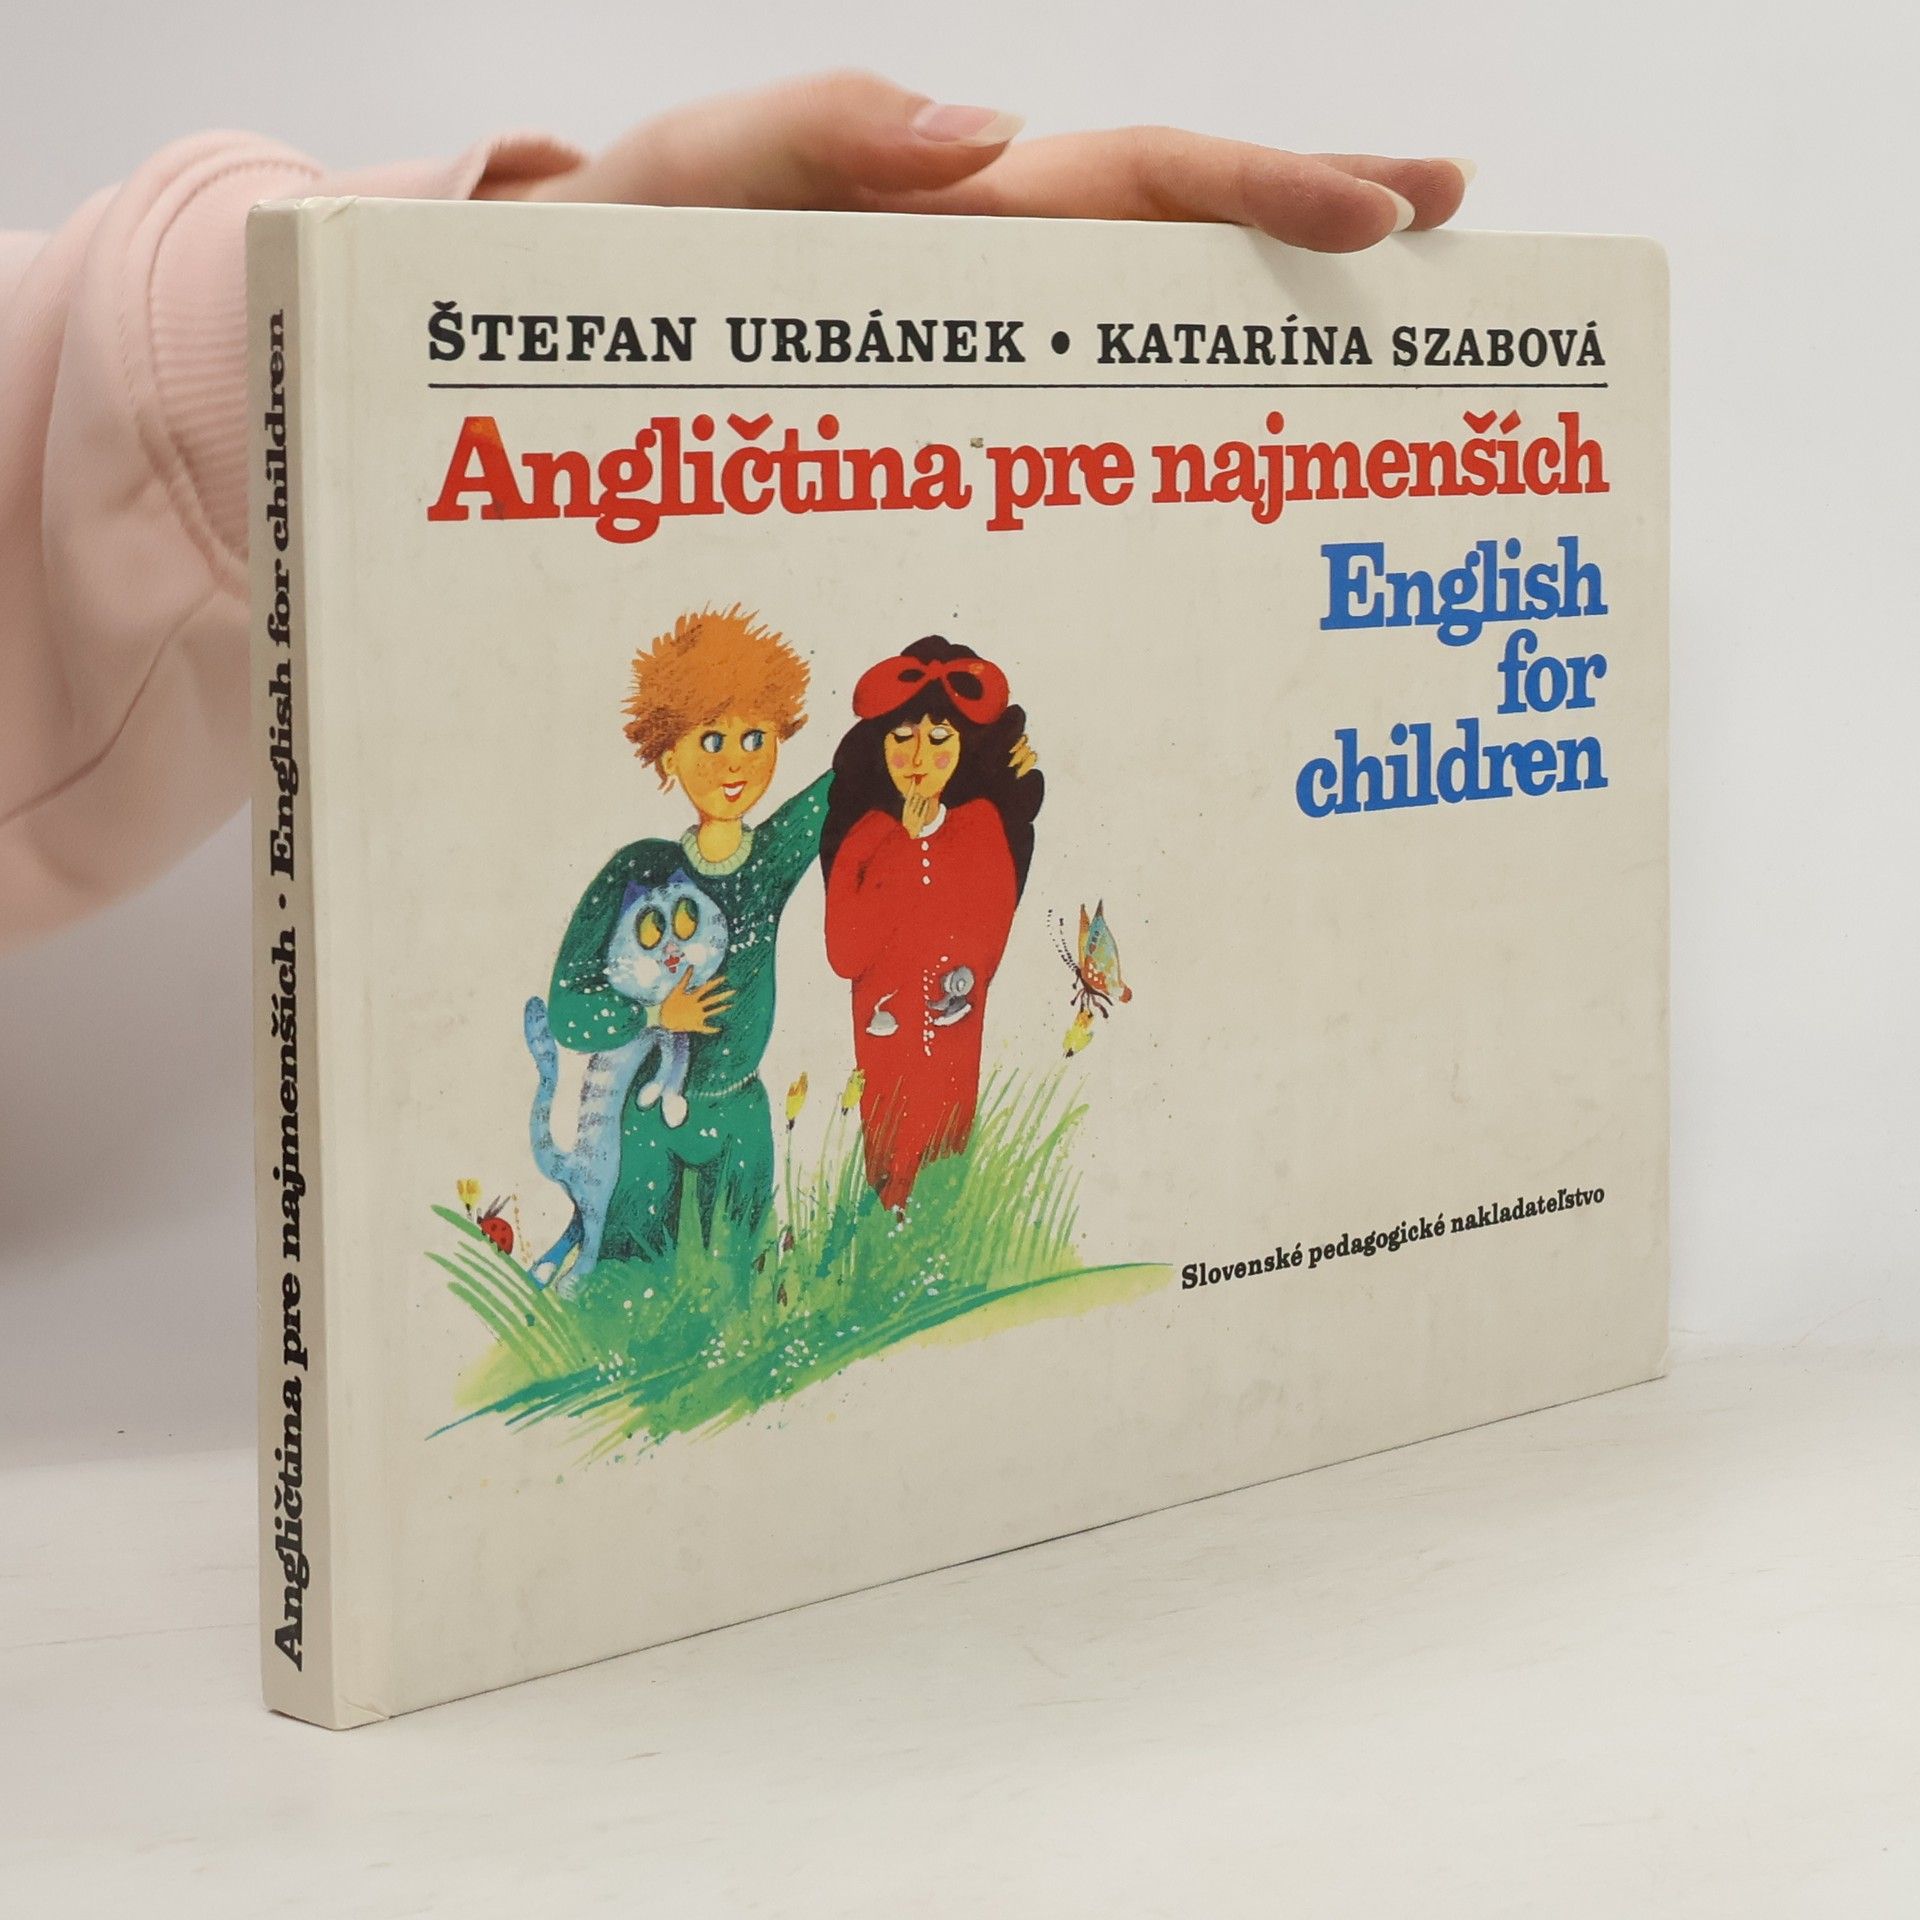 ŠTEFAN URBÁNEK • KATARÍNA SZABOVÁ
Angličtina pre najmenších
English
for
children
Slovenské pedagogické nakladateľstvo
Angličtina pre najmenších • English for children